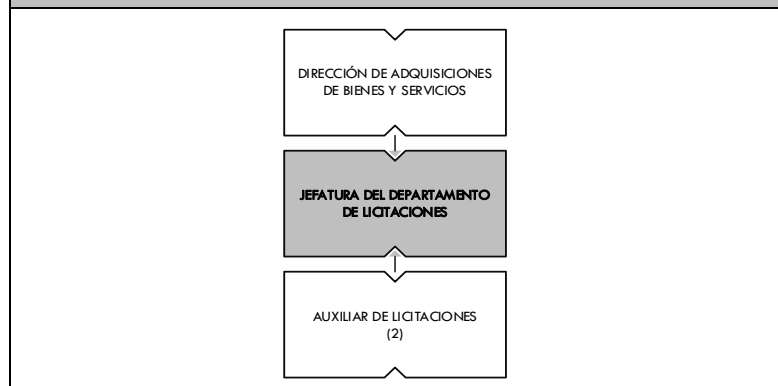 DIRECCIÓN DE ADQUISICIONES
DE BIENES Y SERVICIOS
JEFATURA DEL DEPARTAMENTO
DE LICITACIONES
AUXILIAR DE LICITACIONES
(2)